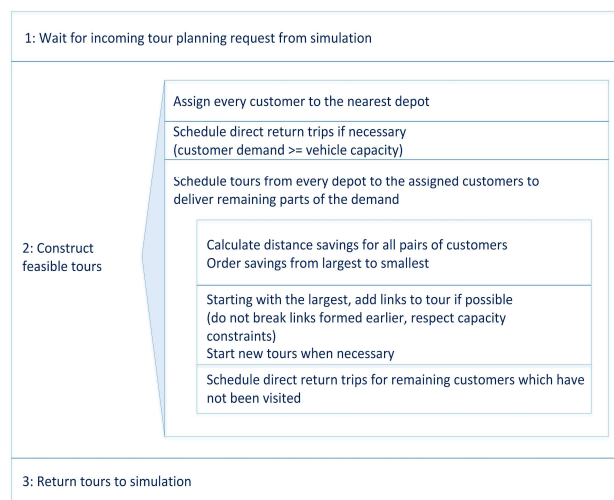 1: Wait for incoming tour planning request from simulation
Assign every customer to the nearest depot
Schedule direct return trips if necessary
(customer demand >= vehicle capacity)
Schedule tours from every depot to the assigned customers to
deliver remaining parts of the demand
2: Construct
feasible tours
Calculate distance savings for all pairs of customers
Order savings from largest to smallest
Starting with the largest, add links to tour if possible
(do not break links formed earlier, respect capacity
constraints)
Start new tours when necessary
Schedule direct return trips for remaining customers which have
not been visited
3: Return tours to simulation